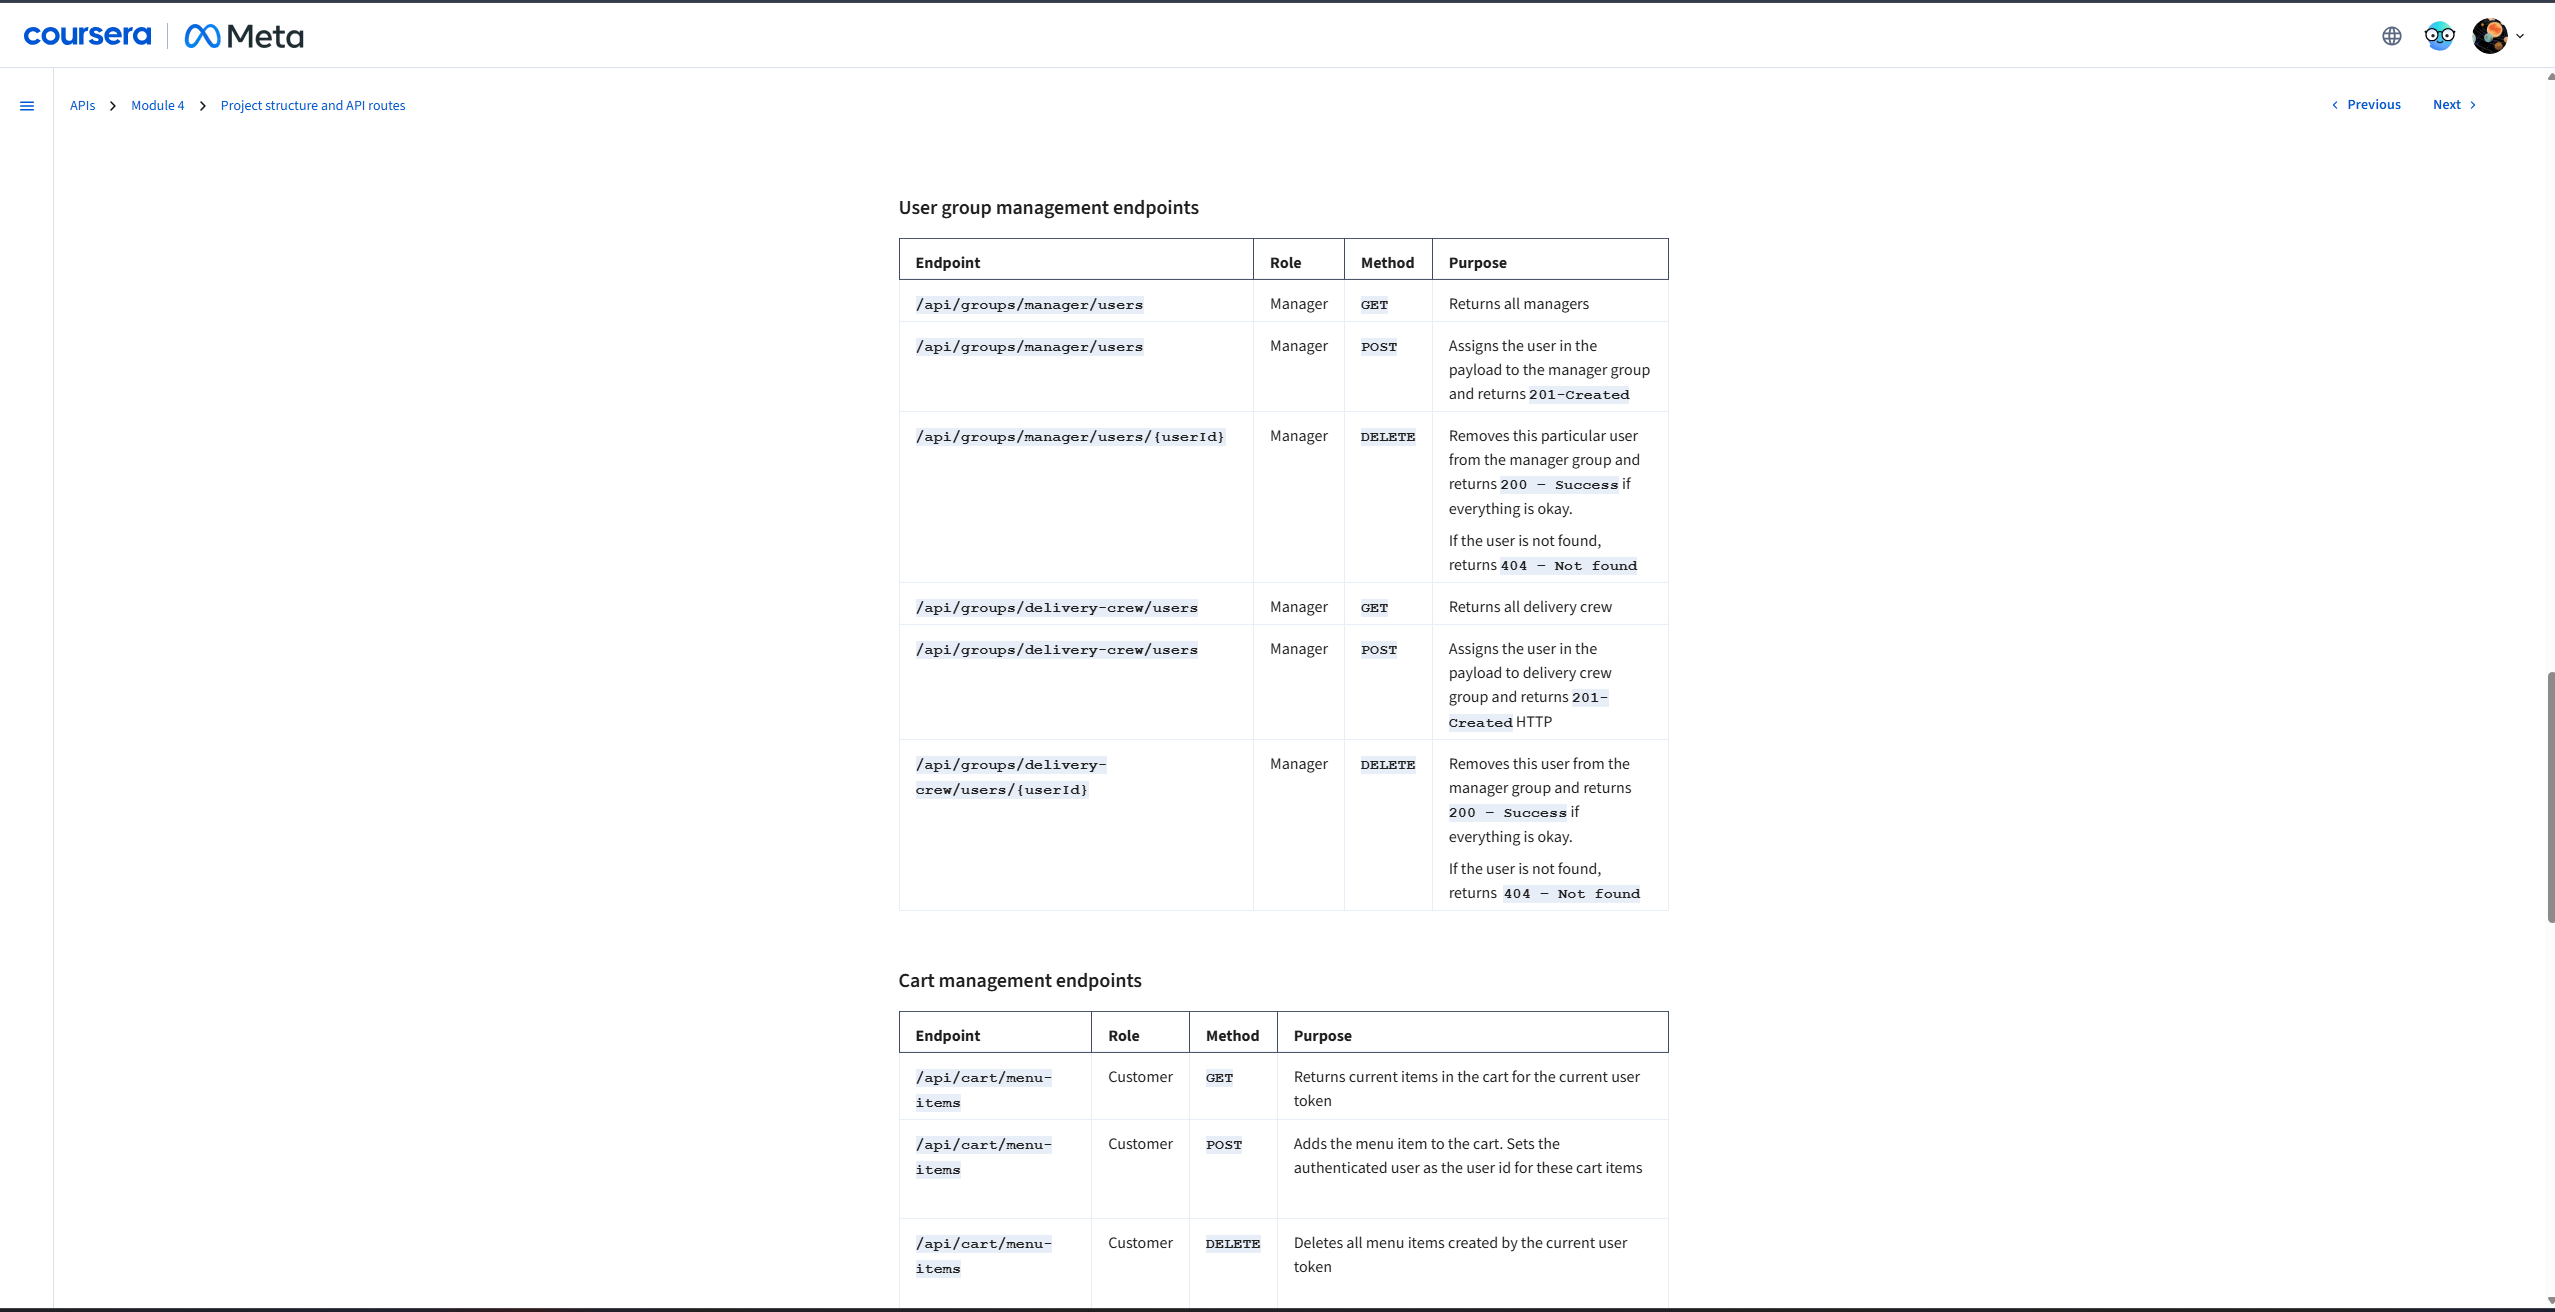 coursera | Meta
APIs > Module 4 > Project structure and API routes
< Previous Next >
User group management endpoints
Endpoint Role Method Purpose
/api/groups/manager/users Manager GET Returns all managers
/api/groups/manager/users Manager POST Assigns the user in the
payload to the manager group
and returns 201-Created
/api/groups/manager/users/{userId} Manager DELETE Removes this particular user
from the manager group and
returns 200 - Success if
everything is okay.
If the user is not found,
returns 404 - Not found
/api/groups/delivery-crew/users Manager GET Returns all delivery crew
/api/groups/delivery-crew/users Manager POST Assigns the user in the
payload to delivery crew
group and returns 201-
Created HTTP
/api/groups/delivery- Manager DELETE Removes this user from the
crew/users/{userId} manager group and returns
200 - Success if
everything is okay.
If the user is not found,
returns 404 - Not found
Cart management endpoints
Endpoint Role Method Purpose
/api/cart/menu- Customer GET Returns current items in the cart for the current user
items token
/api/cart/menu- Customer POST Adds the menu item to the cart. Sets the
items authenticated user as the user id for these cart items
/api/cart/menu- Customer DELETE Deletes all menu items created by the current user
items token